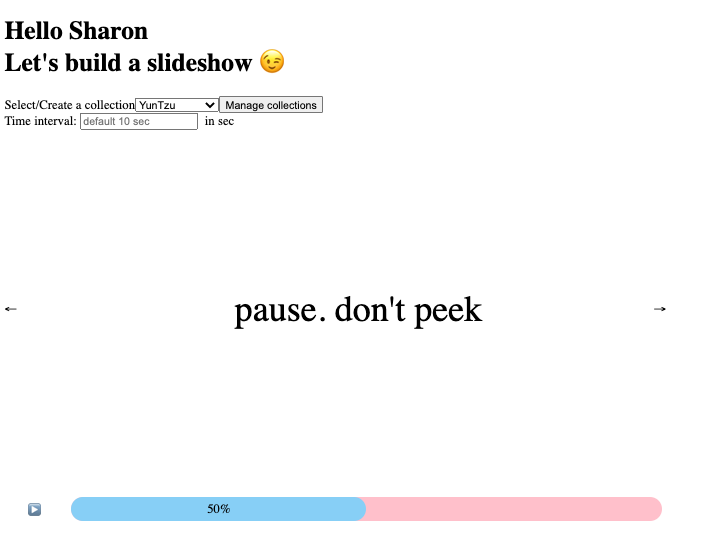 Hello Sharon
Let's build a slideshow 😉
Select/Create a collection YunTzu Manage collections
Time interval: default 10 sec in sec
← pause. don't peek →
50%